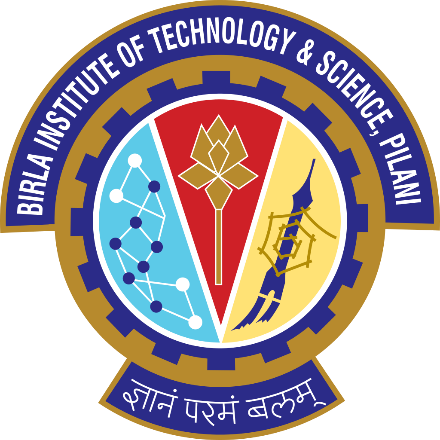 BIRLA INSTITUTE OF TECHNOLOGY & SCIENCE, PILANI
ज्ञानं परमं बलम्